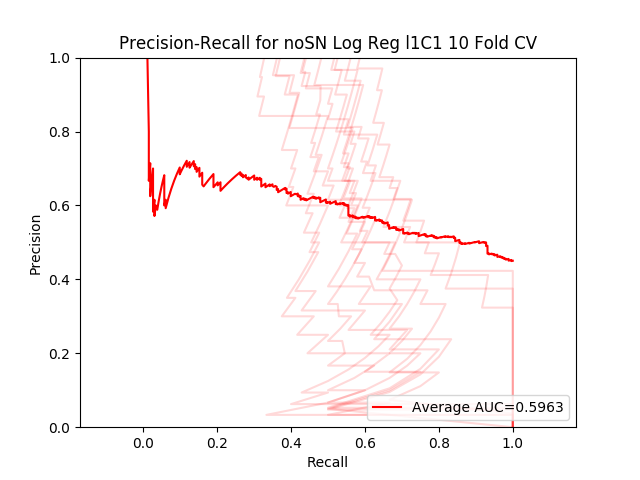 Precision-Recall for noSN Log Reg l1C1 10 Fold CV
1.0
0.8
0.6
0.4
0.2
0.0
Precision
0.0 0.2 0.4 0.6 0.8 1.0
Recall
Average AUC=0.5963